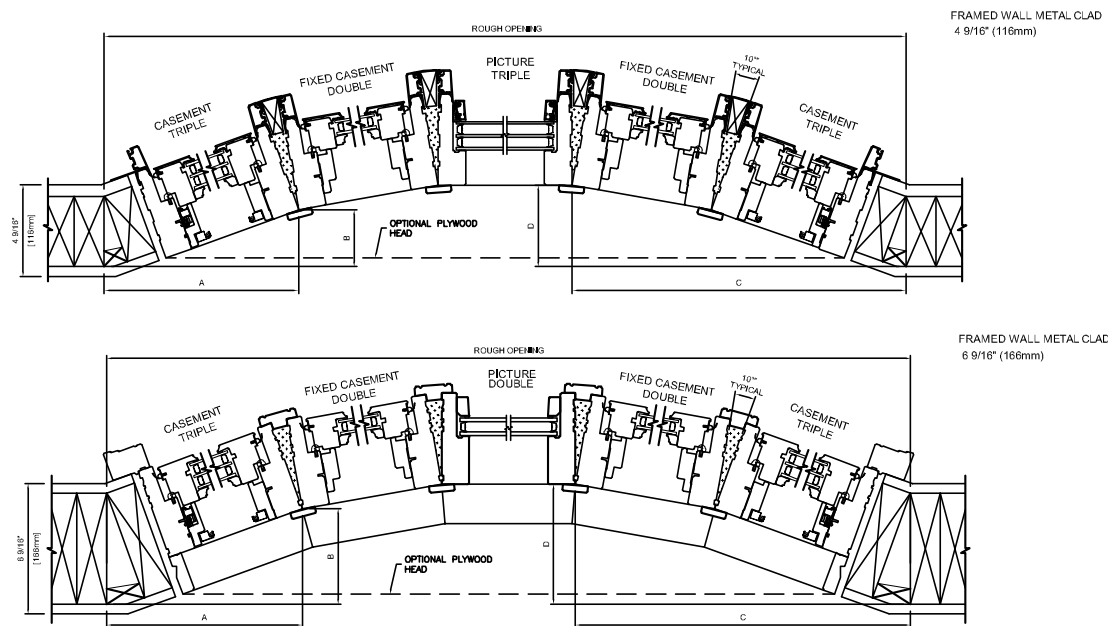 FRAMED WALL METAL CLAD
4 9/16" (116mm)
ROUGH OPENING
PICTURE
TRIPLE
FIXED CASEMENT
DOUBLE
FIXED CASEMENT
DOUBLE
10°"
TYPICAL
CASEMENT
TRIPLE
CASEMENT
TRIPLE
4 9/16"
[116mm]
OPTIONAL PLYWOOD
HEAD
B
D
A
C
FRAMED WALL METAL CLAD
6 9/16" (166mm)
ROUGH OPENING
PICTURE
DOUBLE
FIXED CASEMENT
DOUBLE
FIXED CASEMENT
DOUBLE
10°"
TYPICAL
CASEMENT
TRIPLE
CASEMENT
TRIPLE
6 9/16"
[166mm]
OPTIONAL PLYWOOD
HEAD
B
D
A
C